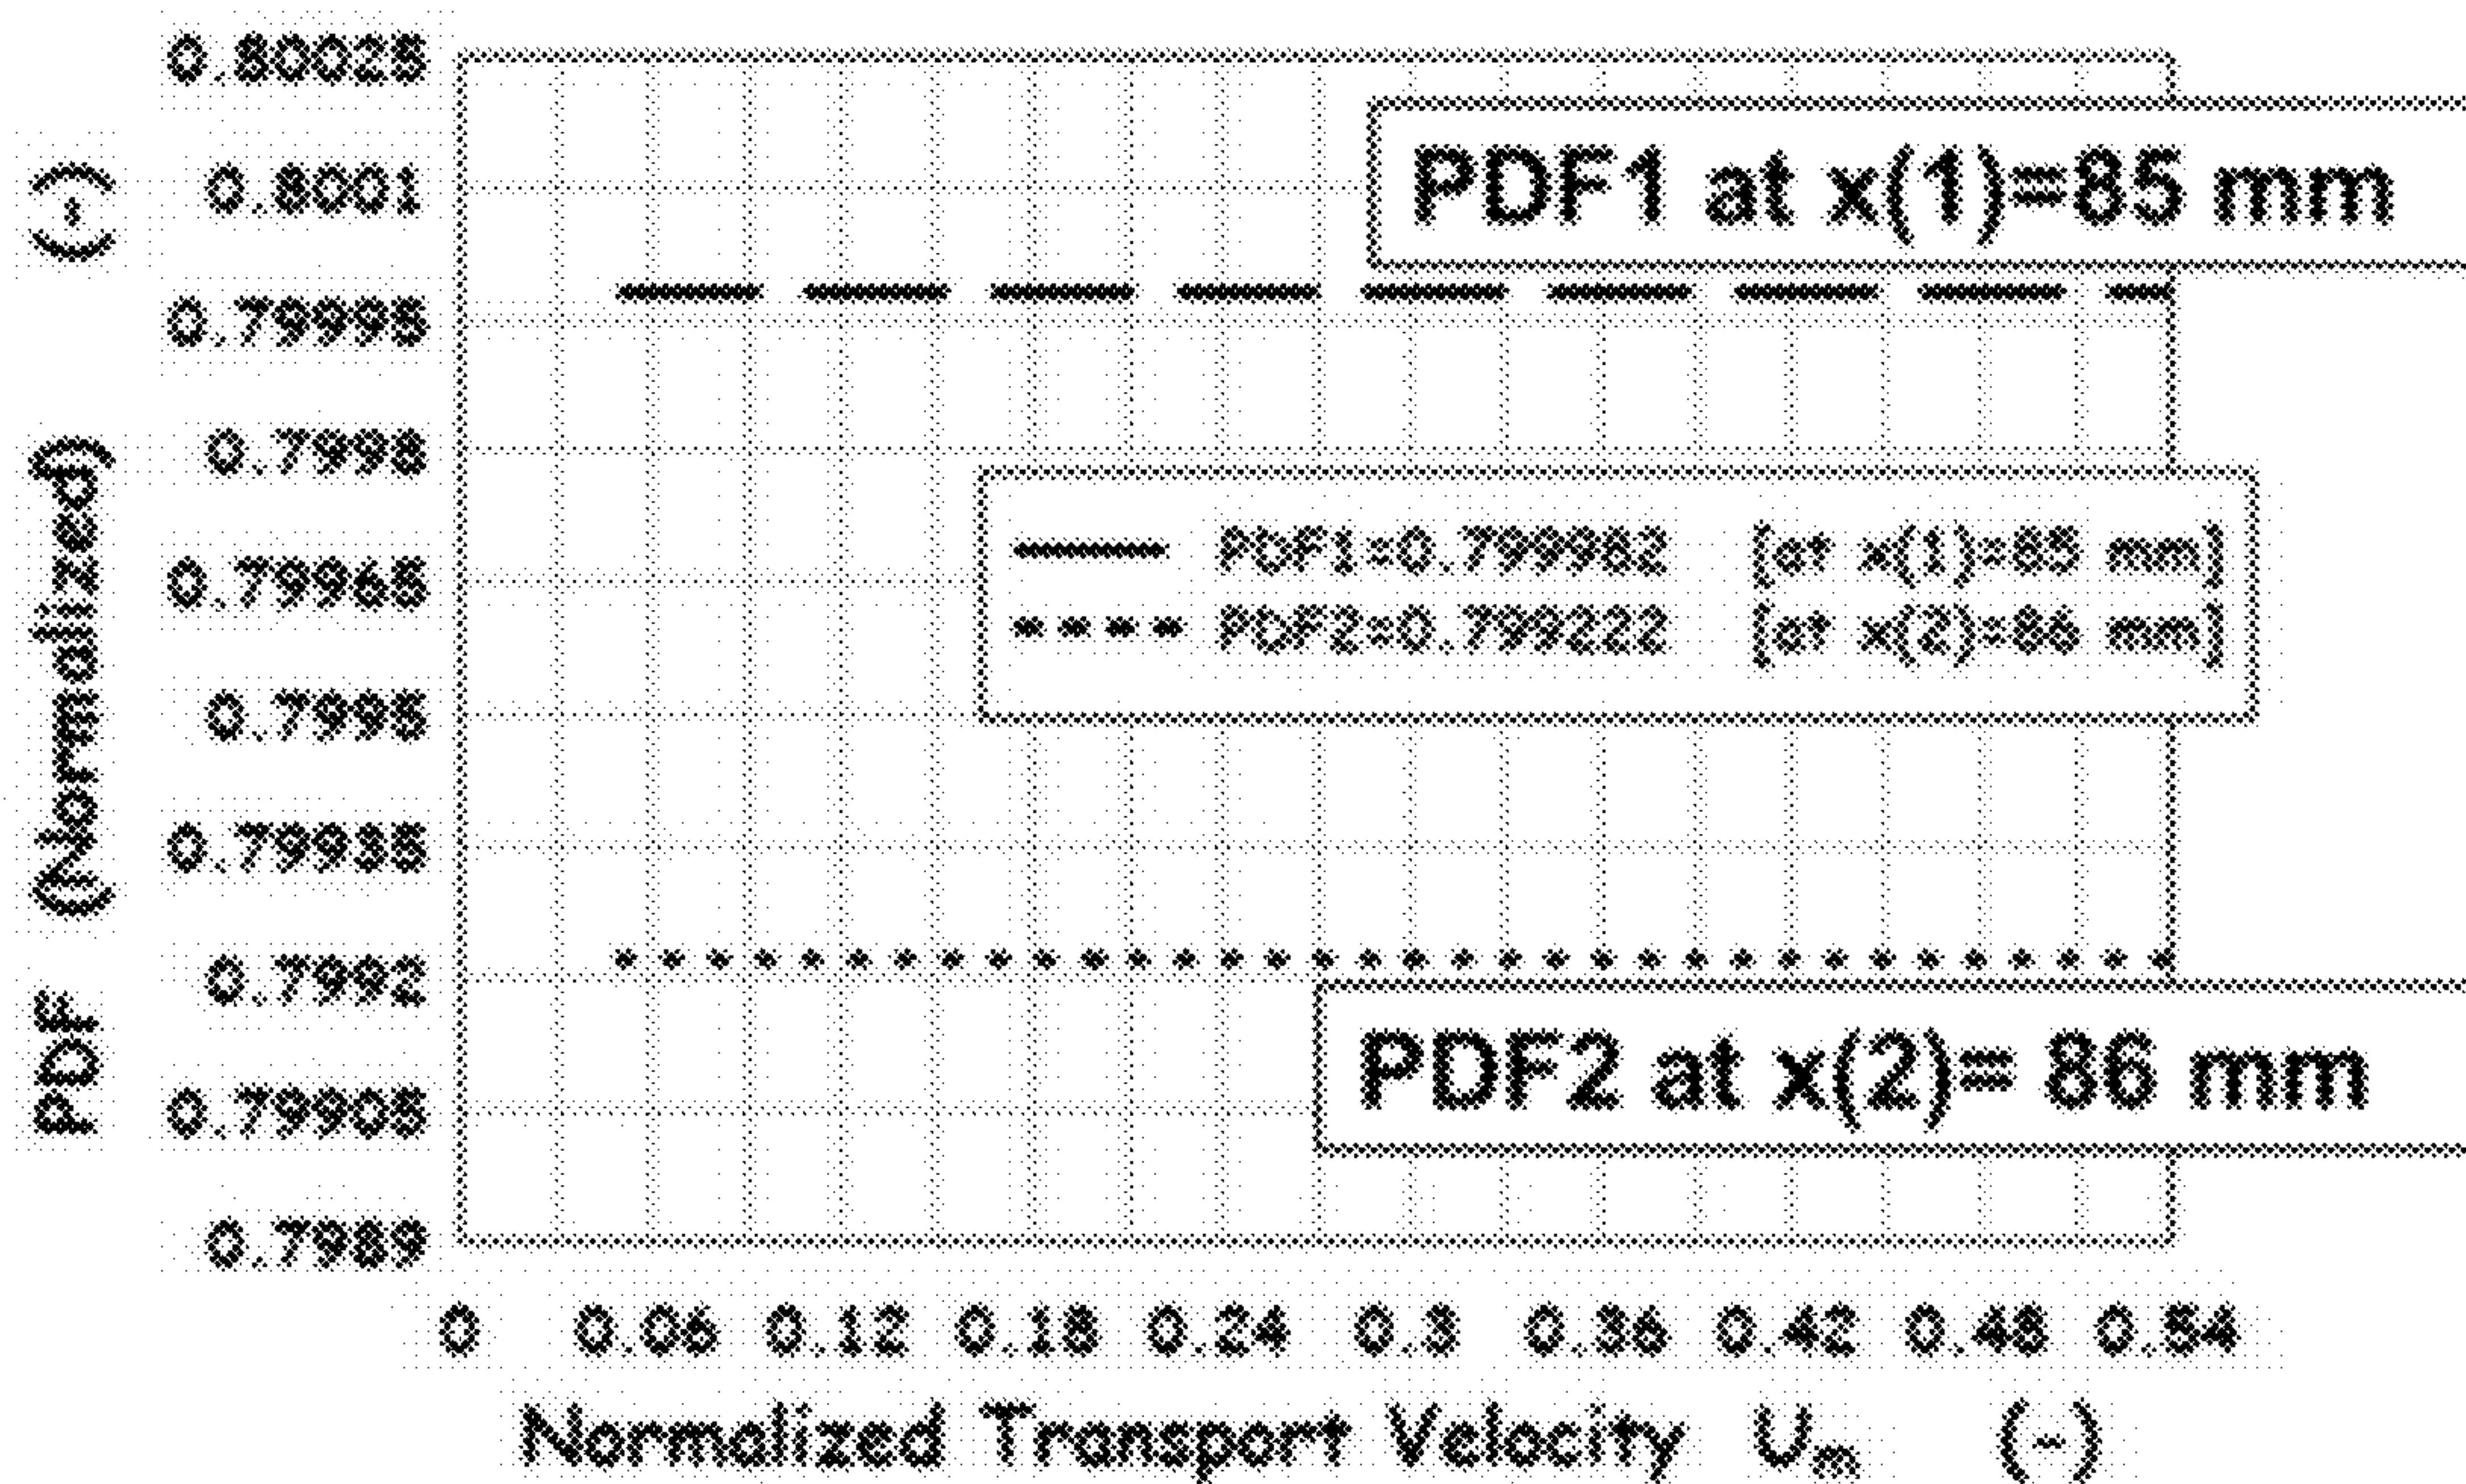 PDF (Normalized) (-)
0.80025
0.8001
0.79995
0.7998
0.79965
0.7995
0.79935
0.7992
0.79905
0.7989
PDF1 at x(1)=85 mm
PDF1=0.799982 [at x(1)=85 mm]
PDF2=0.799222 [at x(2)=86 mm]
PDF2 at x(2)= 86 mm
0 0.06 0.12 0.18 0.24 0.3 0.36 0.42 0.48 0.54
Normalized Transport Velocity Um (-)